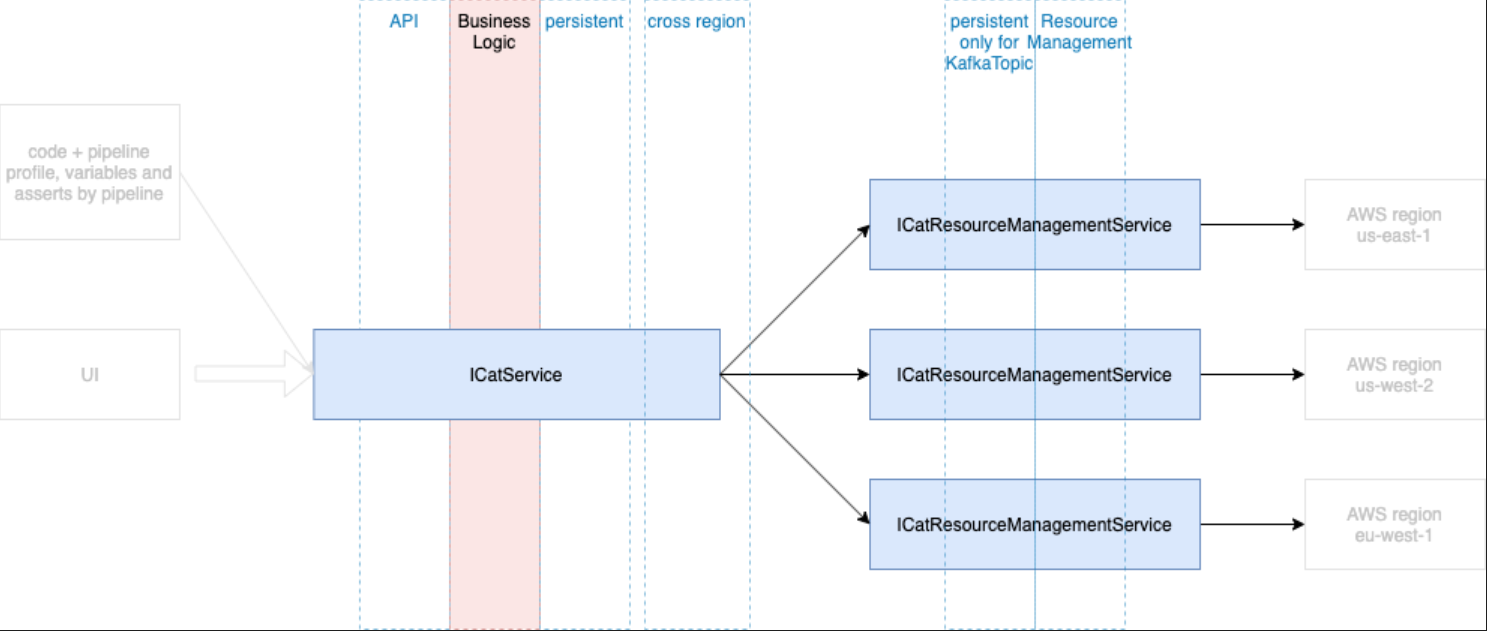 API
Business
Logic
persistent
cross region
persistent
only for
KafkaTopic
Resource
Management
code + pipeline
profile, variables and
asserts by pipeline
UI
ICatService
ICatResourceManagementService
AWS region
us-east-1
ICatResourceManagementService
AWS region
us-west-2
ICatResourceManagementService
AWS region
eu-west-1